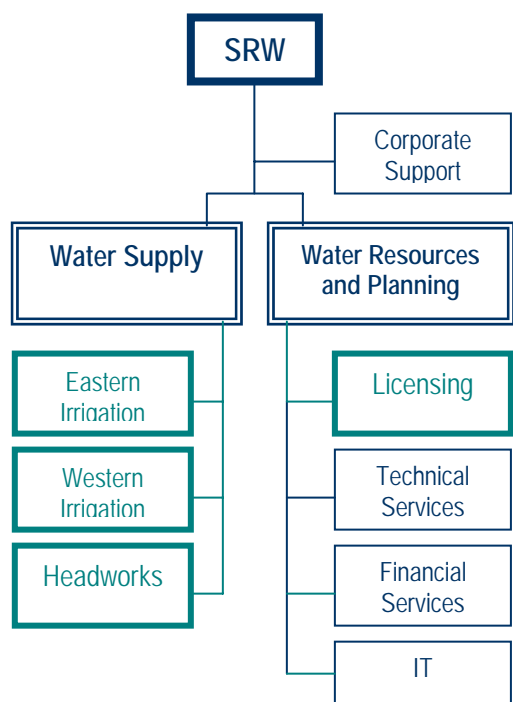 SRW
Corporate
Support
Water Supply
Water Resources
and Planning
Eastern
Irrigation
Licensing
Western
Irrigation
Technical
Services
Headworks
Financial
Services
IT